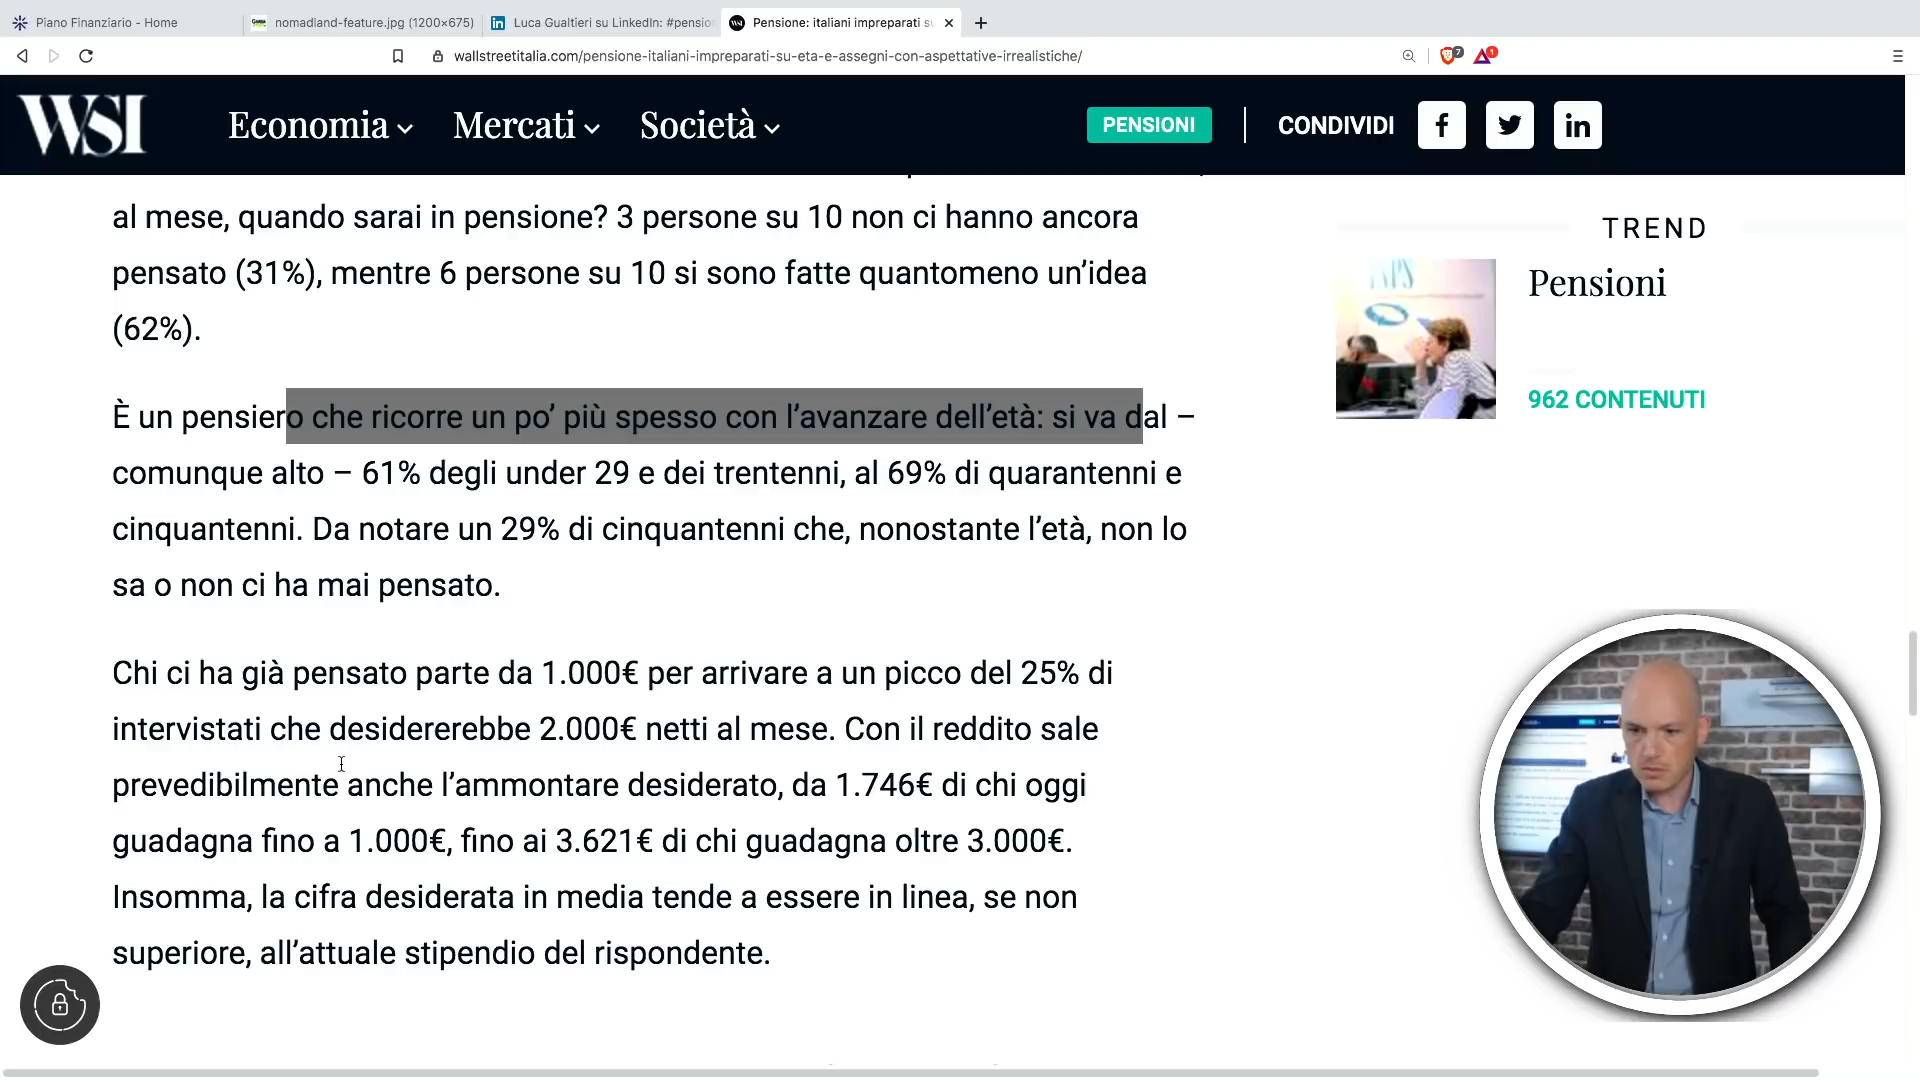 Piano Finanziario - Home
nomadland-feature.jpg (1200×675)
Luca Gualtieri su LinkedIn: #pensio
Pensione: italiani impreparati su
wallstreetitalia.com/pensione-italiani-impreparati-su-eta-e-assegni-con-aspettative-irrealistiche/
7
1
WSI
Economia
Mercati
Società
PENSIONI
CONDIVIDI
al mese, quando sarai in pensione? 3 persone su 10 non ci hanno ancora
pensato (31%), mentre 6 persone su 10 si sono fatte quantomeno un’idea
(62%).
È un pensiero che ricorre un po’ più spesso con l’avanzare dell’età: si va dal –
comunque alto – 61% degli under 29 e dei trentenni, al 69% di quarantenni e
cinquantenni. Da notare un 29% di cinquantenni che, nonostante l’età, non lo
sa o non ci ha mai pensato.
Chi ci ha già pensato parte da 1.000€ per arrivare a un picco del 25% di
intervistati che desidererebbe 2.000€ netti al mese. Con il reddito sale
prevedibilmente anche l’ammontare desiderato, da 1.746€ di chi oggi
guadagna fino a 1.000€, fino ai 3.621€ di chi guadagna oltre 3.000€.
Insomma, la cifra desiderata in media tende a essere in linea, se non
superiore, all’attuale stipendio del rispondente.
TREND
INPS
Pensioni
962 CONTENUTI